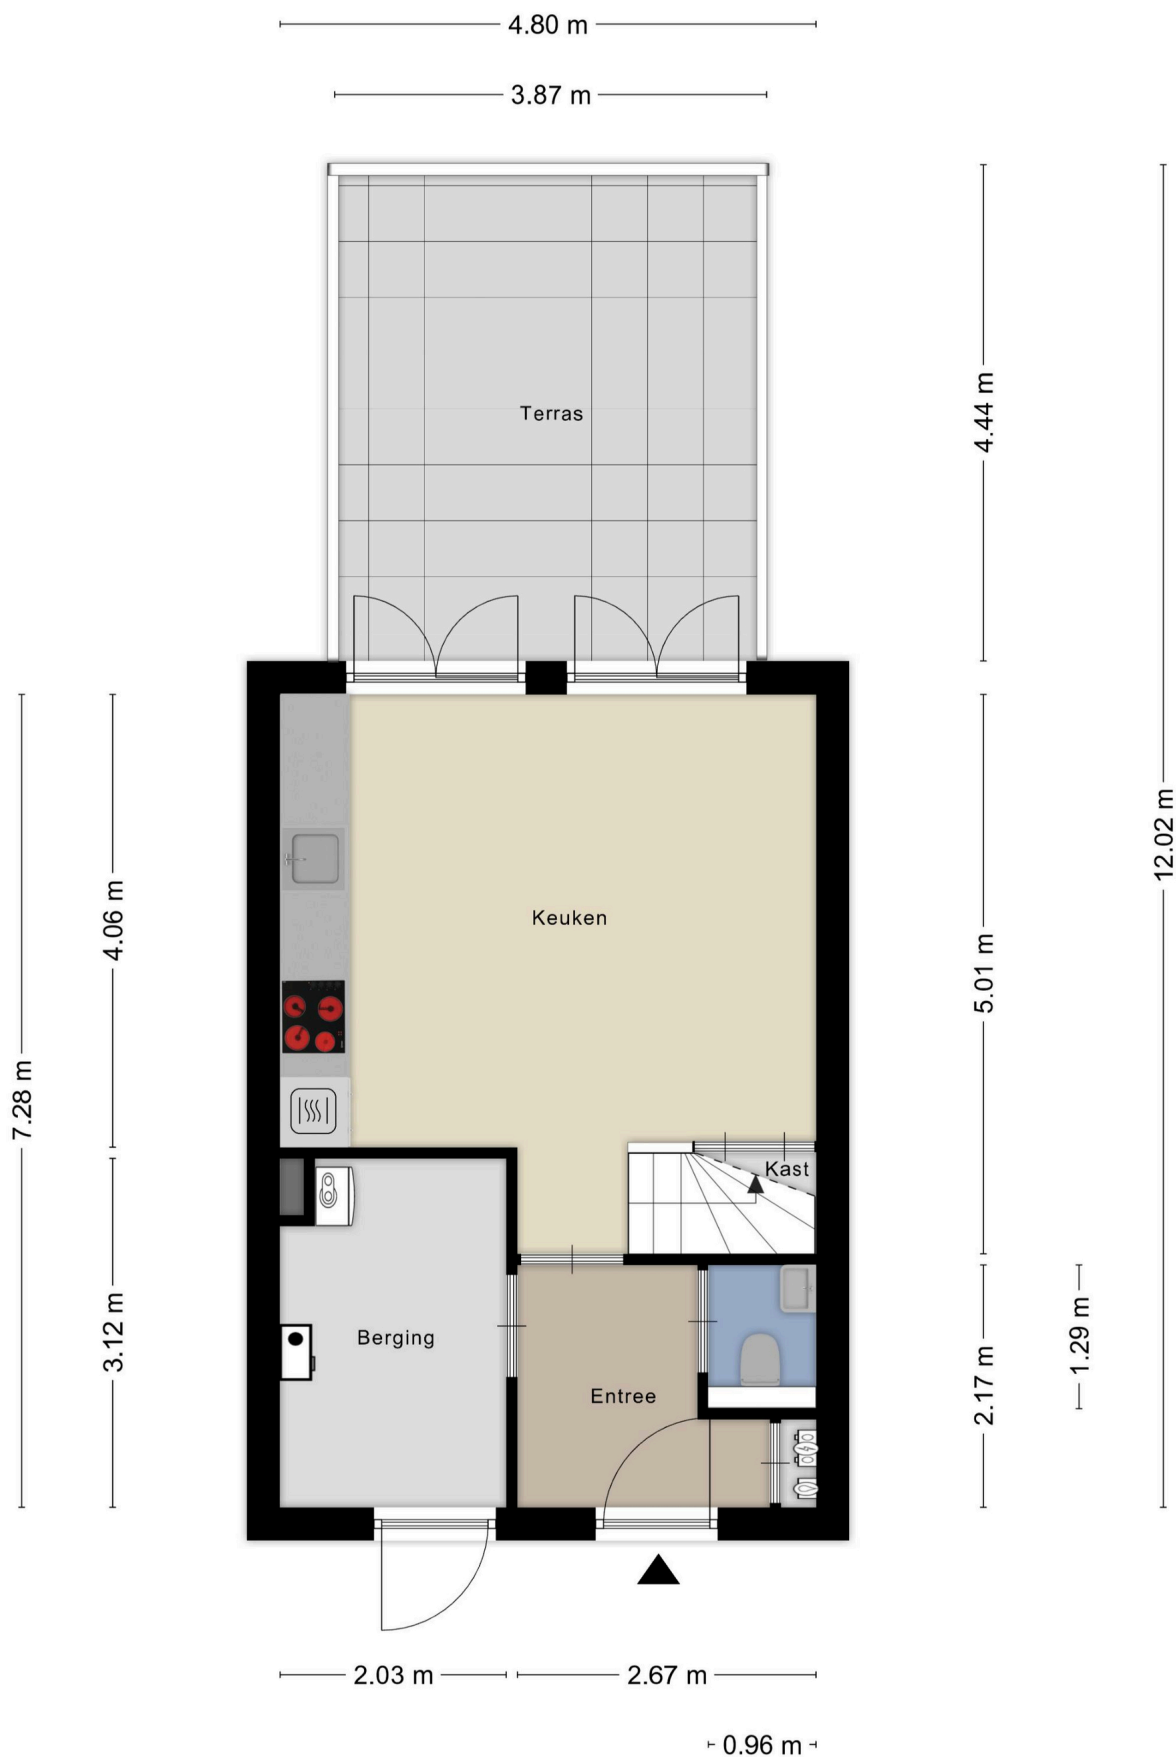 4.80 m
3.87 m
4.44 m
12.02 m
Terras
7.28 m
4.06 m
Keuken
5.01 m
Kast
3.12 m
Berging
Entree
2.17 m
1.29 m
2.03 m
2.67 m
0.96 m